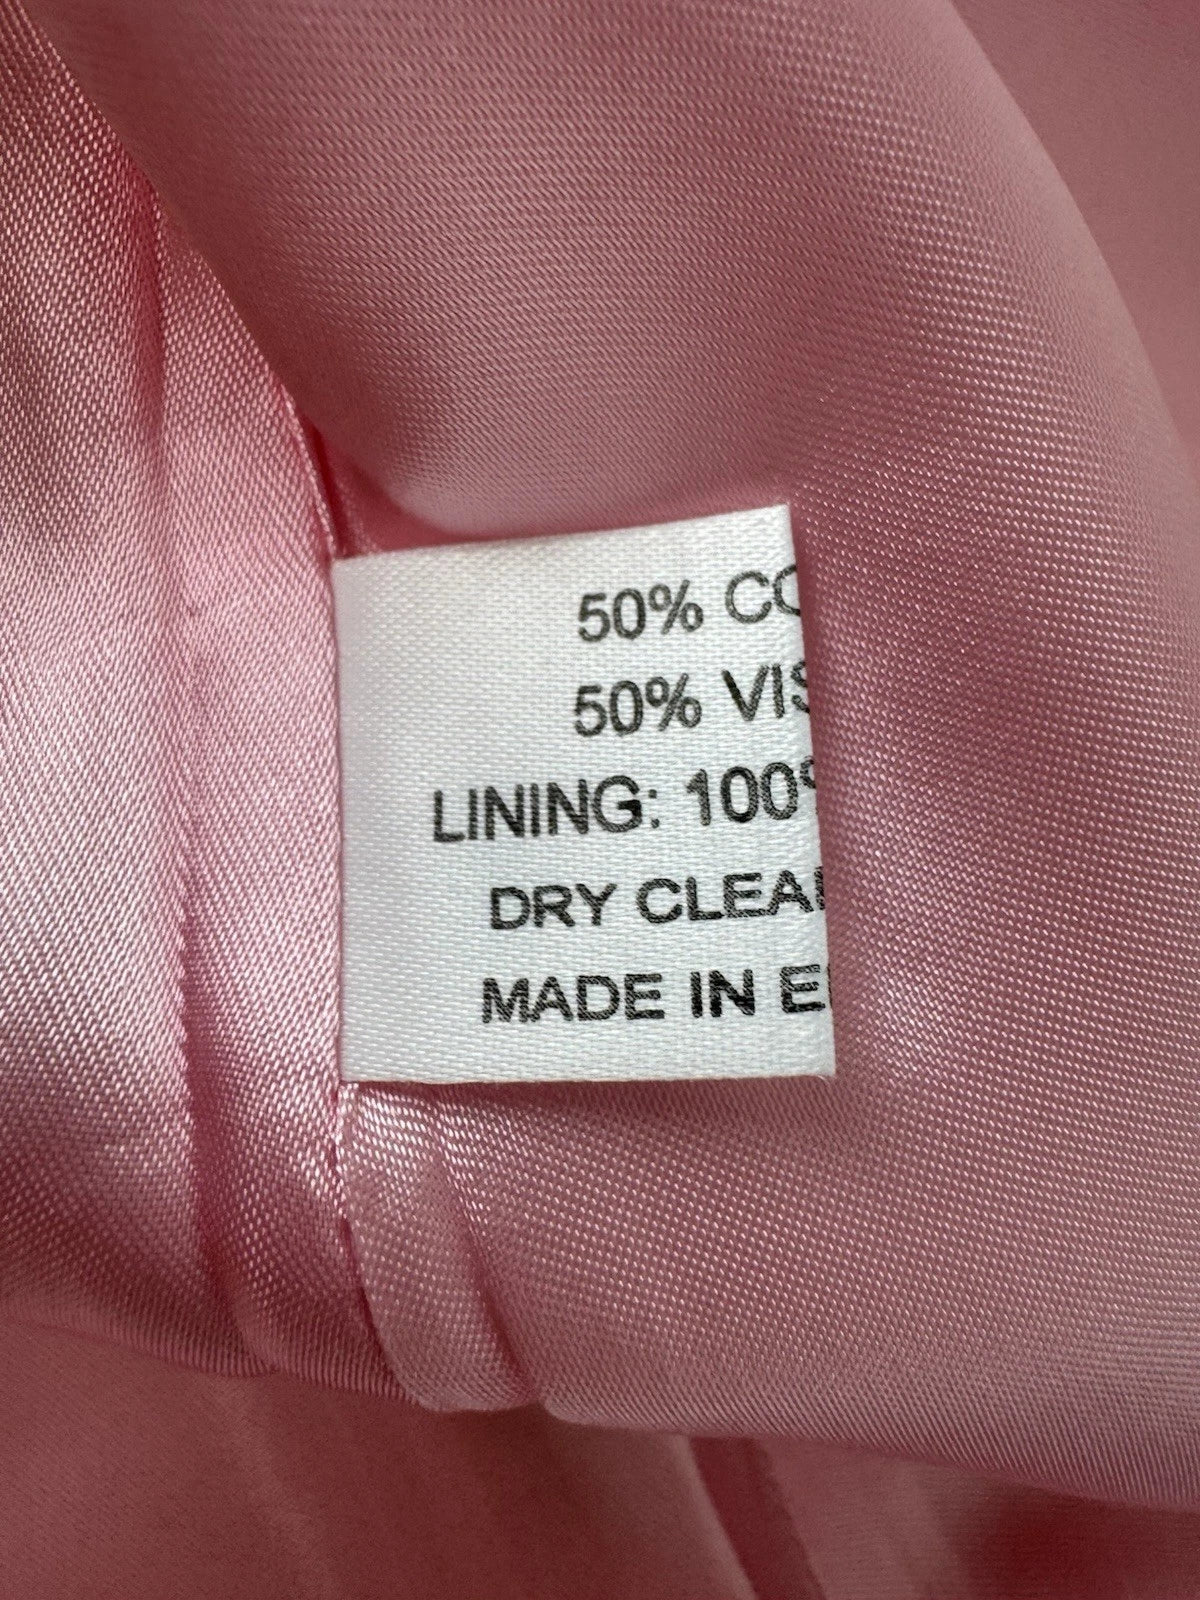 50% CO
50% VIS
LINING: 100%
DRY CLEA
MADE IN E